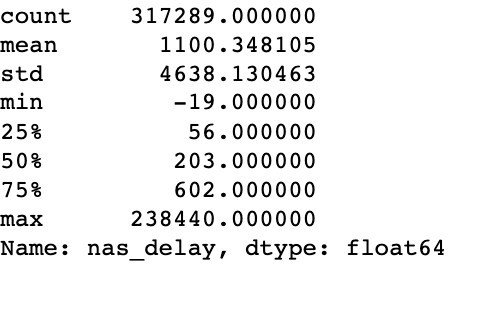 count    317289.000000
mean       1100.348105
std        4638.130463
min         -19.000000
25%          56.000000
50%         203.000000
75%         602.000000
max      238440.000000
Name: nas_delay, dtype: float64